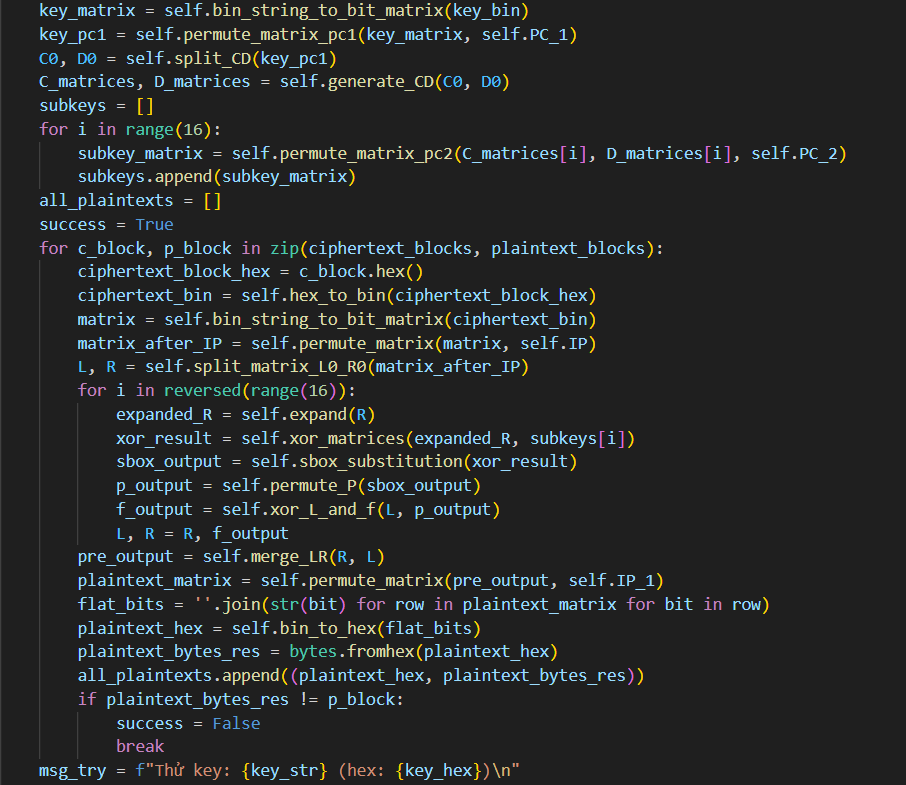 key_matrix = self.bin_string_to_bit_matrix(key_bin)
key_pc1 = self.permute_matrix_pc1(key_matrix, self.PC_1)
C0, D0 = self.split_CD(key_pc1)
C_matrices, D_matrices = self.generate_CD(C0, D0)
subkeys = []
for i in range(16):
    subkey_matrix = self.permute_matrix_pc2(C_matrices[i], D_matrices[i], self.PC_2)
    subkeys.append(subkey_matrix)
all_plaintexts = []
success = True
for c_block, p_block in zip(ciphertext_blocks, plaintext_blocks):
    ciphertext_block_hex = c_block.hex()
    ciphertext_bin = self.hex_to_bin(ciphertext_block_hex)
    matrix = self.bin_string_to_bit_matrix(ciphertext_bin)
    matrix_after_IP = self.permute_matrix(matrix, self.IP)
    L, R = self.split_matrix_L0_R0(matrix_after_IP)
    for i in reversed(range(16)):
        expanded_R = self.expand(R)
        xor_result = self.xor_matrices(expanded_R, subkeys[i])
        sbox_output = self.sbox_substitution(xor_result)
        p_output = self.permute_P(sbox_output)
        f_output = self.xor_L_and_f(L, p_output)
        L, R = R, f_output
    pre_output = self.merge_LR(R, L)
    plaintext_matrix = self.permute_matrix(pre_output, self.IP_1)
    flat_bits = ''.join(str(bit) for row in plaintext_matrix for bit in row)
    plaintext_hex = self.bin_to_hex(flat_bits)
    plaintext_bytes_res = bytes.fromhex(plaintext_hex)
    all_plaintexts.append((plaintext_hex, plaintext_bytes_res))
    if plaintext_bytes_res != p_block:
        success = False
        break
msg_try = f"Thử key: {key_str} (hex: {key_hex})\n"